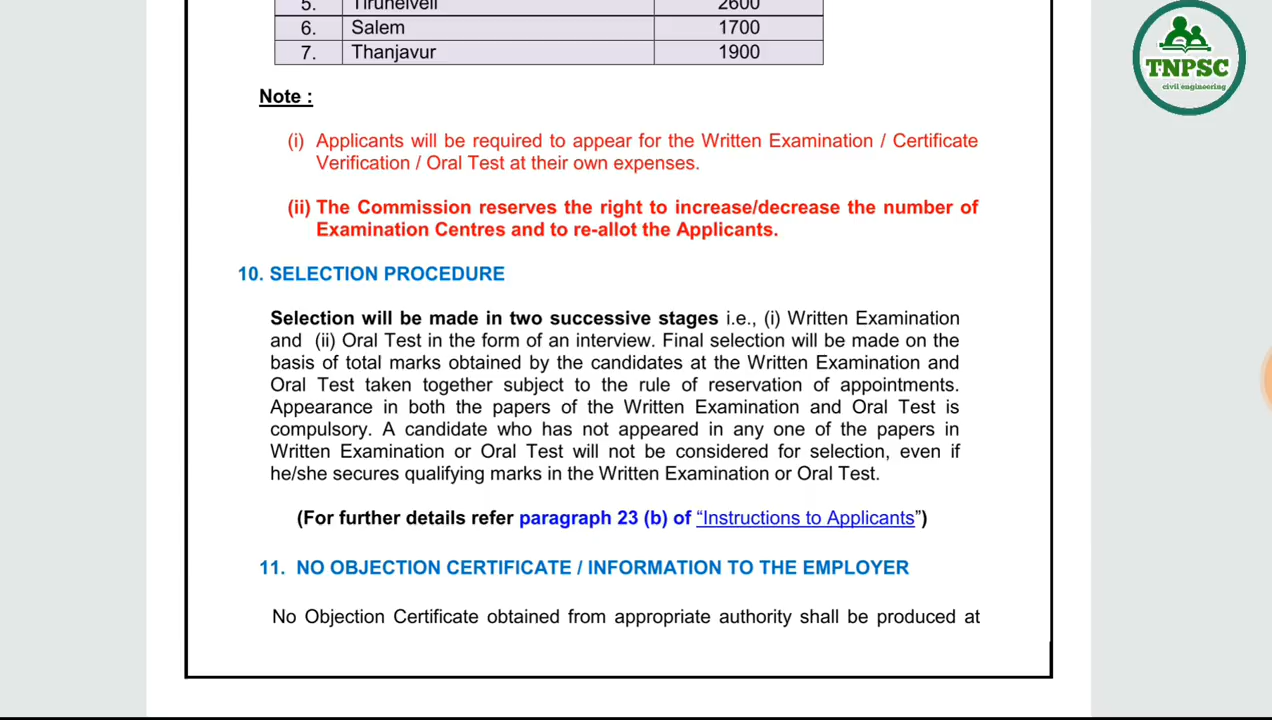 5. Tirunelveli 2600
6. Salem 1700
7. Thanjavur 1900
Note :
(i) Applicants will be required to appear for the Written Examination / Certificate
Verification / Oral Test at their own expenses.
(ii) The Commission reserves the right to increase/decrease the number of
Examination Centres and to re-allot the Applicants.
10. SELECTION PROCEDURE
Selection will be made in two successive stages i.e., (i) Written Examination
and (ii) Oral Test in the form of an interview. Final selection will be made on the
basis of total marks obtained by the candidates at the Written Examination and
Oral Test taken together subject to the rule of reservation of appointments.
Appearance in both the papers of the Written Examination and Oral Test is
compulsory. A candidate who has not appeared in any one of the papers in
Written Examination or Oral Test will not be considered for selection, even if
he/she secures qualifying marks in the Written Examination or Oral Test.
(For further details refer paragraph 23 (b) of “Instructions to Applicants”)
11. NO OBJECTION CERTIFICATE / INFORMATION TO THE EMPLOYER
No Objection Certificate obtained from appropriate authority shall be produced at
TNPSC
civil engineering